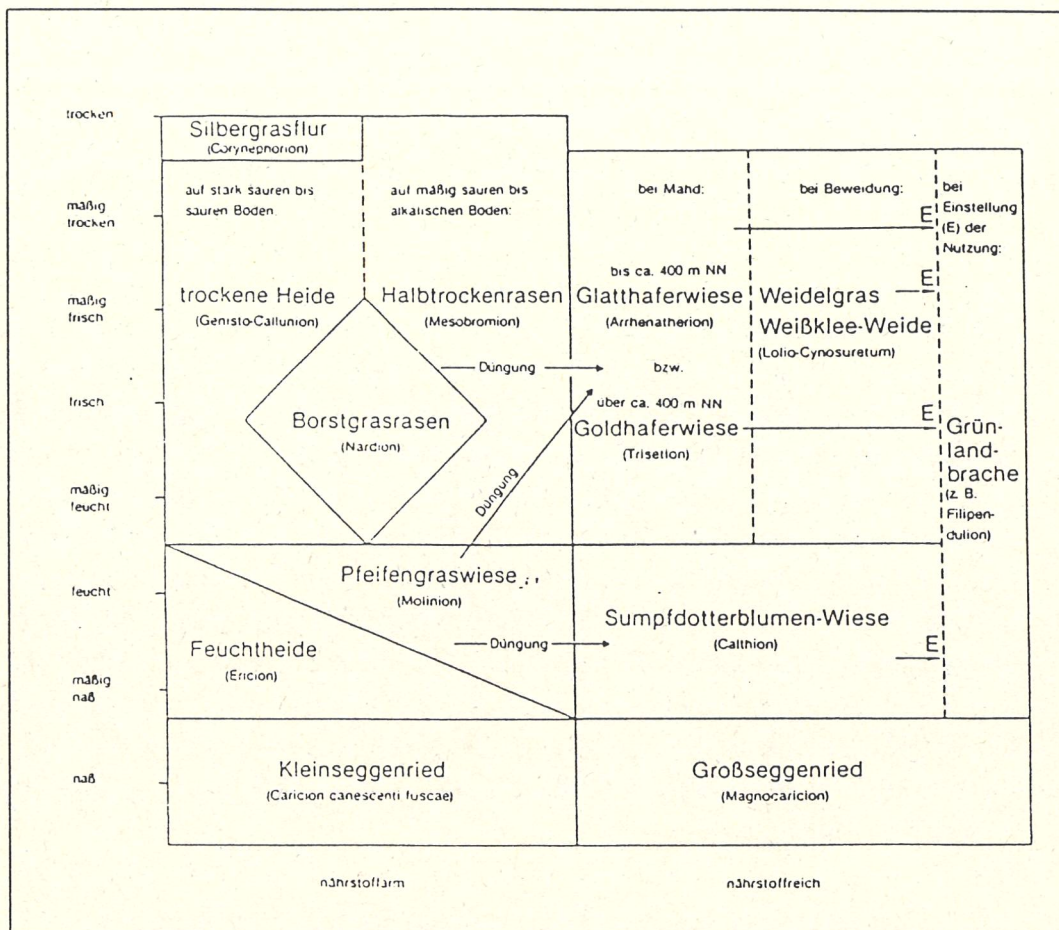 trocken
Silbergrasflur
(Corynephorion)
mäßig
trocken
auf stark sauren bis
sauren Boden
auf mäßig sauren bis
alkalischen Boden:
bei Mahd:
bei Beweidung:
bei
Einstellung
(E) der
Nutzung:
E
mäßig
frisch
trockene Heide
(Genisto-Callunion)
Halbtrockenrasen
(Mesobromion)
bis ca. 400 m NN
Glatthaferwiese
(Arrhenatherion)
Weidelgras
Weißklee-Weide
(Lolio-Cynosuretum)
E
Düngung
bzw.
frisch
Borstgrasrasen
(Nardion)
über ca. 400 m NN
Goldhaferwiese
(Trisetion)
E
Grün-
land-
brache
(z. B.
Filipen-
dulion)
mäßig
feucht
Düngung
feucht
Pfeifengraswiese
(Molinion)
Feuchtheide
(Ericion)
Düngung
Sumpfdotterblumen-Wiese
(Calthion)
E
mäßig
naß
naß
Kleinseggenried
(Caricion canescenti fuscae)
Großseggenried
(Magnocaricion)
nährstoffarm
nährstoffreich